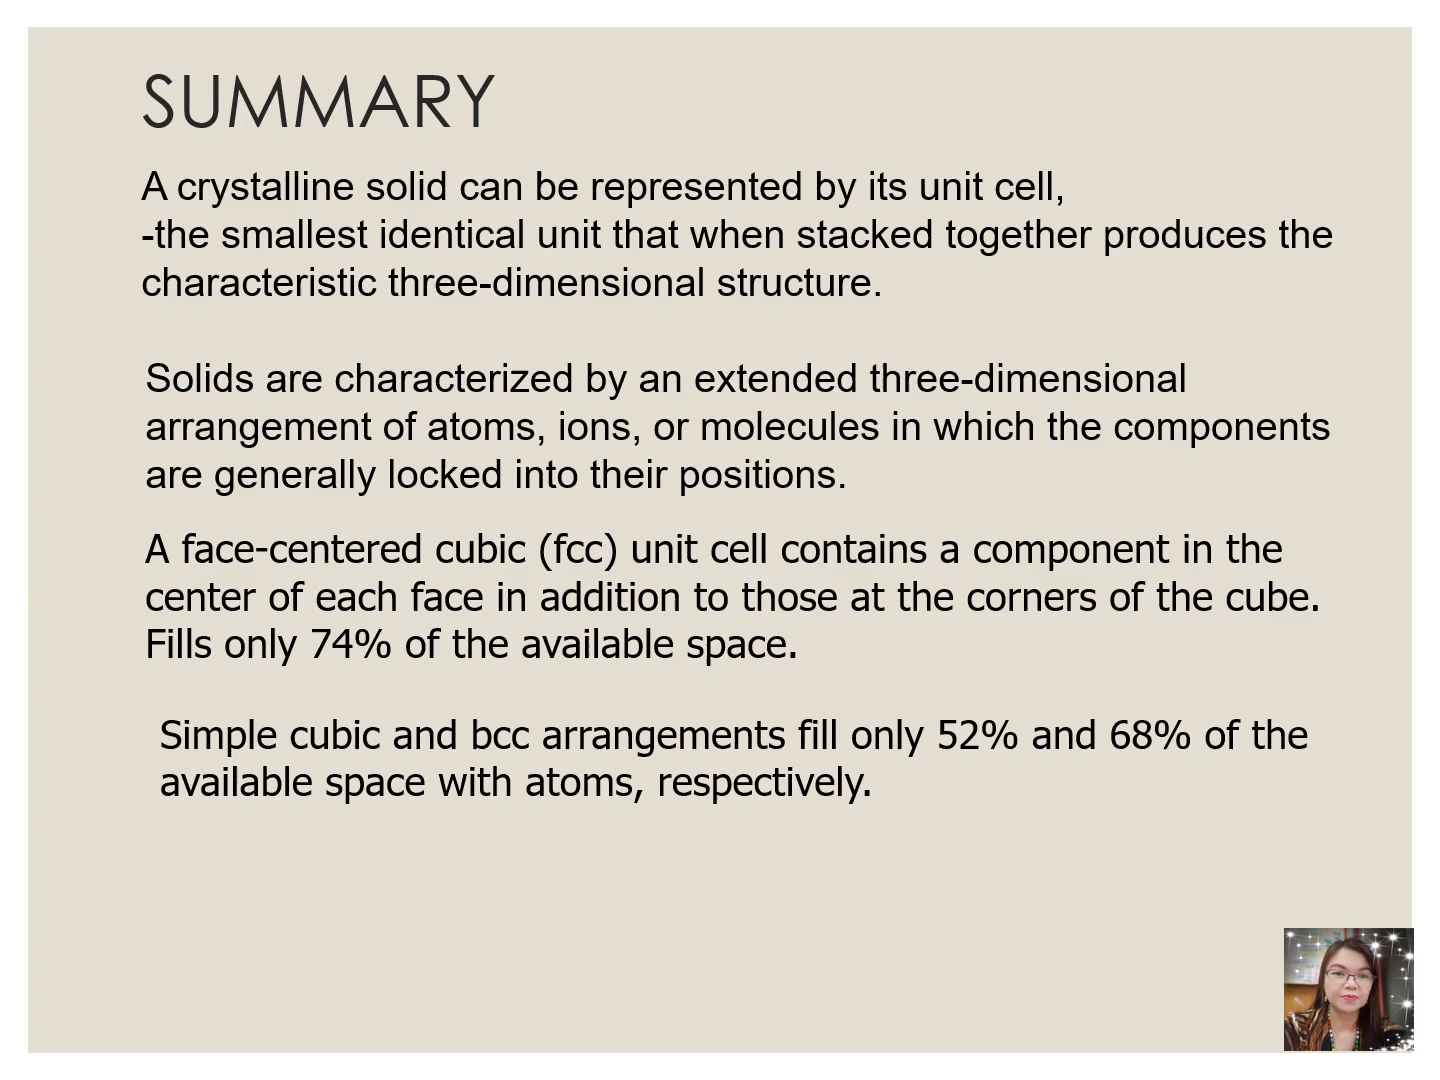 SUMMARY
A crystalline solid can be represented by its unit cell,
-the smallest identical unit that when stacked together produces the
characteristic three-dimensional structure.
Solids are characterized by an extended three-dimensional
arrangement of atoms, ions, or molecules in which the components
are generally locked into their positions.
A face-centered cubic (fcc) unit cell contains a component in the
center of each face in addition to those at the corners of the cube.
Fills only 74% of the available space.
Simple cubic and bcc arrangements fill only 52% and 68% of the
available space with atoms, respectively.